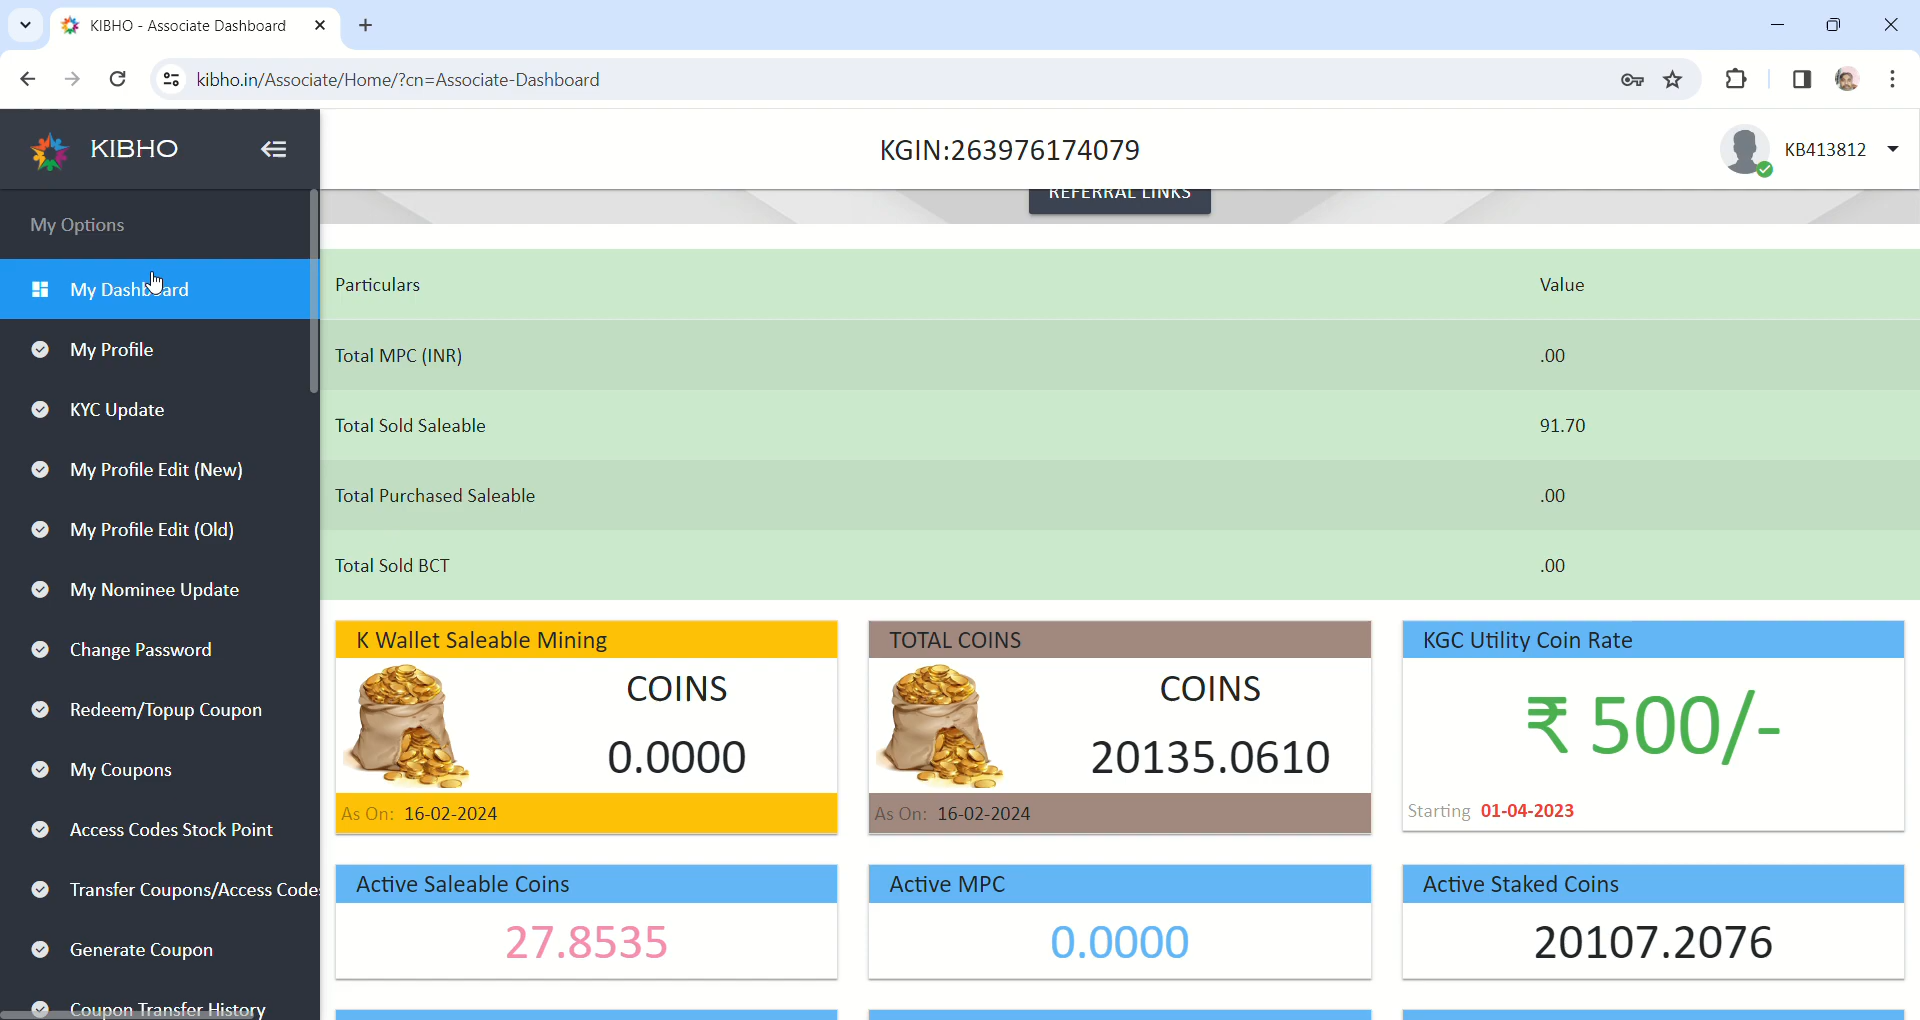 KIBHO - Associate Dashboard
kibho.in/Associate/Home/?cn=Associate-Dashboard
KIBHO
KGIN:263976174079
KB413812
REFERRAL LINKS
My Options
My Dashboard
My Profile
KYC Update
My Profile Edit (New)
My Profile Edit (Old)
My Nominee Update
Change Password
Redeem/Topup Coupon
My Coupons
Access Codes Stock Point
Transfer Coupons/Access Codes
Generate Coupon
Coupon Transfer History
Particulars Value
Total MPC (INR) .00
Total Sold Saleable 91.70
Total Purchased Saleable .00
Total Sold BCT .00
K Wallet Saleable Mining
COINS
0.0000
As On: 16-02-2024
TOTAL COINS
COINS
20135.0610
As On: 16-02-2024
KGC Utility Coin Rate
₹ 500/-
Starting 01-04-2023
Active Saleable Coins
27.8535
Active MPC
0.0000
Active Staked Coins
20107.2076